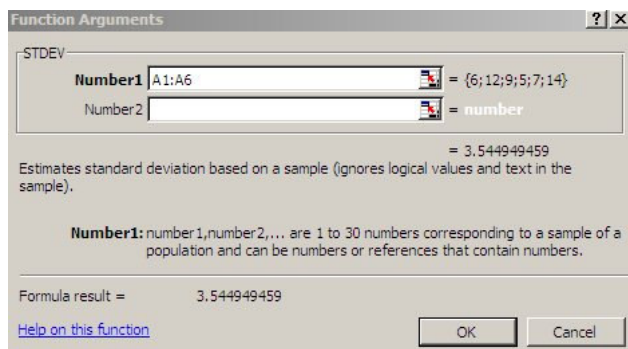 Function Arguments ? X
STDEV
Number1 A1:A6 = {6;12;9;5;7;14}
Number2 = number
= 3.544949459
Estimates standard deviation based on a sample (ignores logical values and text in the
sample).
Number1: number1,number2,... are 1 to 30 numbers corresponding to a sample of a
population and can be numbers or references that contain numbers.
Formula result = 3.544949459
Help on this function OK Cancel